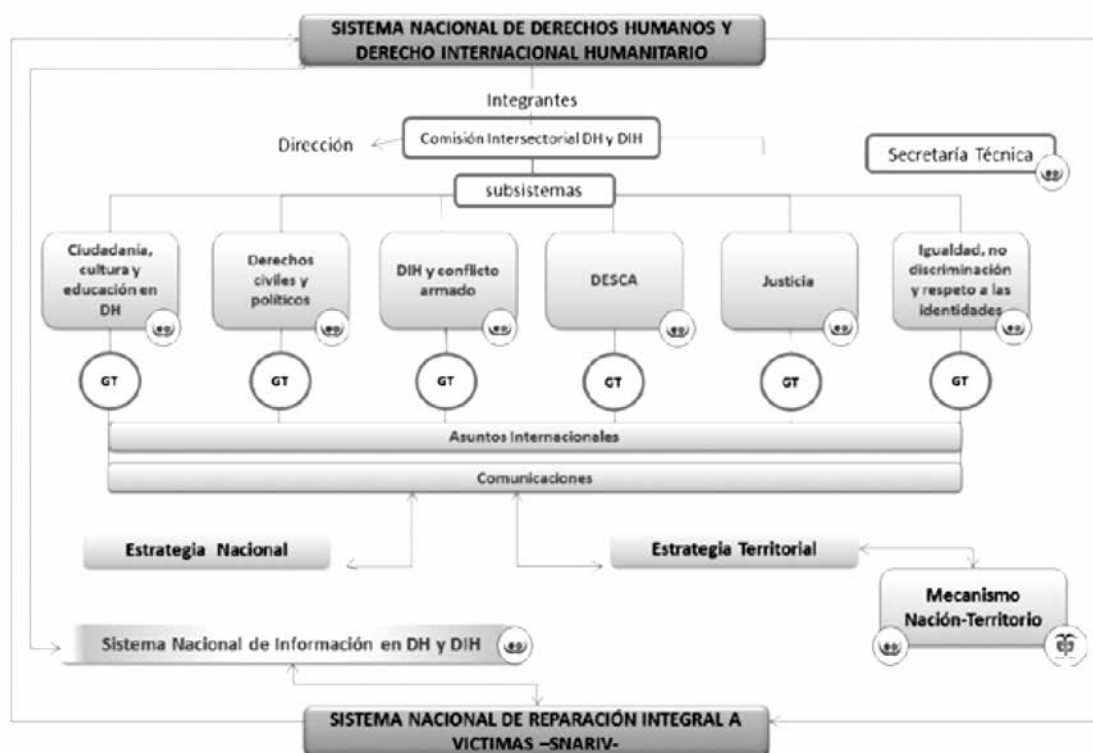 SISTEMA NACIONAL DE DERECHOS HUMANOS Y
DERECHO INTERNACIONAL HUMANITARIO
Integrantes
Dirección
Comisión Intersectorial DH y DIH
Secretaría Técnica
subsistemas
Ciudadanía,
cultura y
educación en
DH
Derechos
civiles y
políticos
DIH y conflicto
armado
DESCA
Justicia
Igualdad, no
discriminación
y respeto a las
identidades
GT
GT
GT
GT
GT
GT
Asuntos Internacionales
Comunicaciones
Estrategia Nacional
Estrategia Territorial
Mecanismo
Nación-Territorio
Sistema Nacional de Información en DH y DIH
SISTEMA NACIONAL DE REPARACIÓN INTEGRAL A
VICTIMAS –SNARIV-